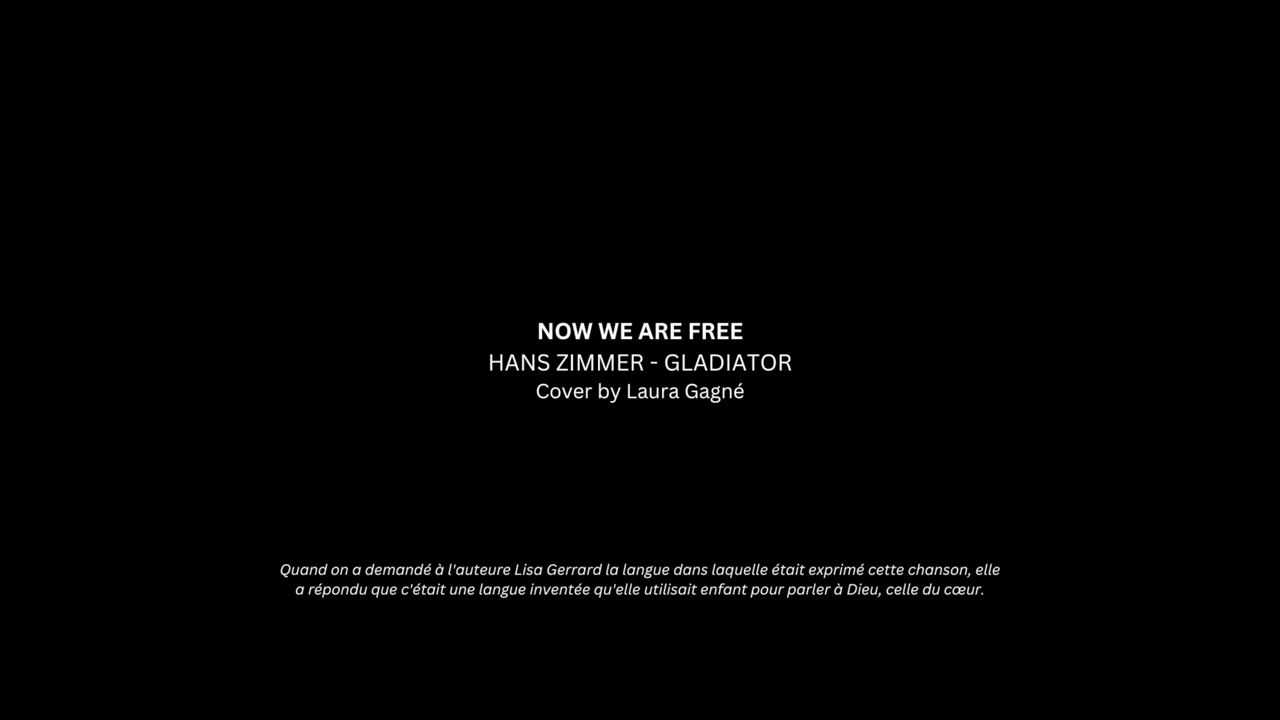 NOW WE ARE FREE
HANS ZIMMER - GLADIATOR
Cover by Laura Gagné
Quand on a demandé à l'auteure Lisa Gerrard la langue dans laquelle était exprimé cette chanson, elle
a répondu que c'était une langue inventée qu'elle utilisait enfant pour parler à Dieu, celle du cœur.